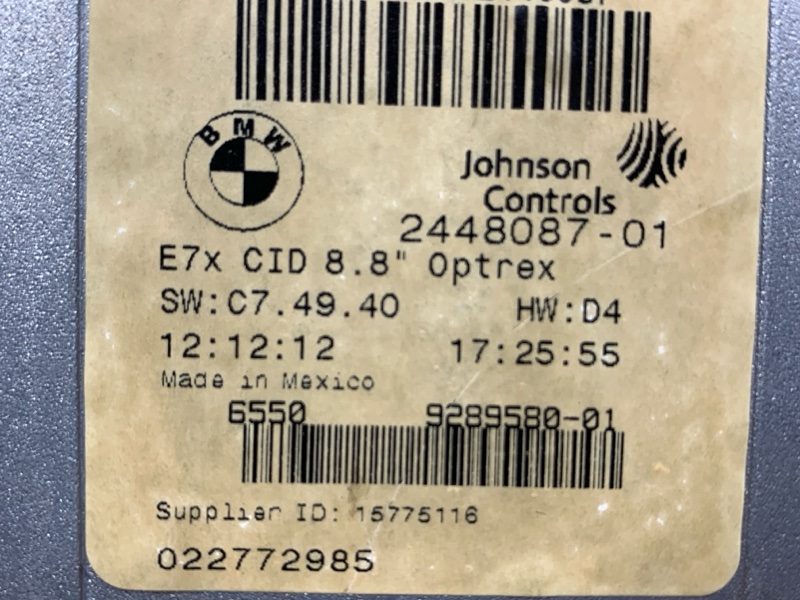 BMW
Johnson
Controls
2448087-01
E7x CID 8.8" Optrex
SW:C7.49.40 HW:D4
12:12:12 17:25:55
Made in Mexico
6550 9289580-01
Supplier ID: 15775116
022772985